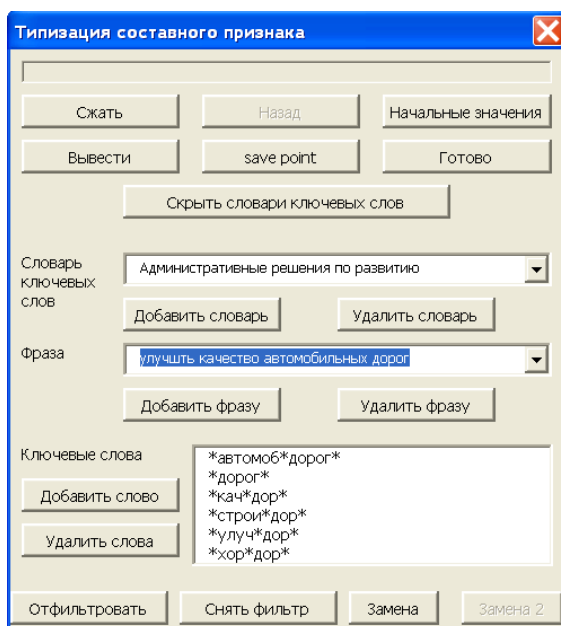 Типизация составного признака
Сжать Назад Начальные значения
Вывести save point Готово
Скрыть словари ключевых слов
Словарь ключевых слов
Административные решения по развитию
Добавить словарь Удалить словарь
Фраза улучшть качество автомобильных дорог
Добавить фразу Удалить фразу
Ключевые слова
*автомоб*дорог*
*дорог*
*кач*дор*
*строи*дор*
*улуч*дор*
*хор*дор*
Добавить слово
Удалить слова
Отфильтровать Снять фильтр Замена Замена 2